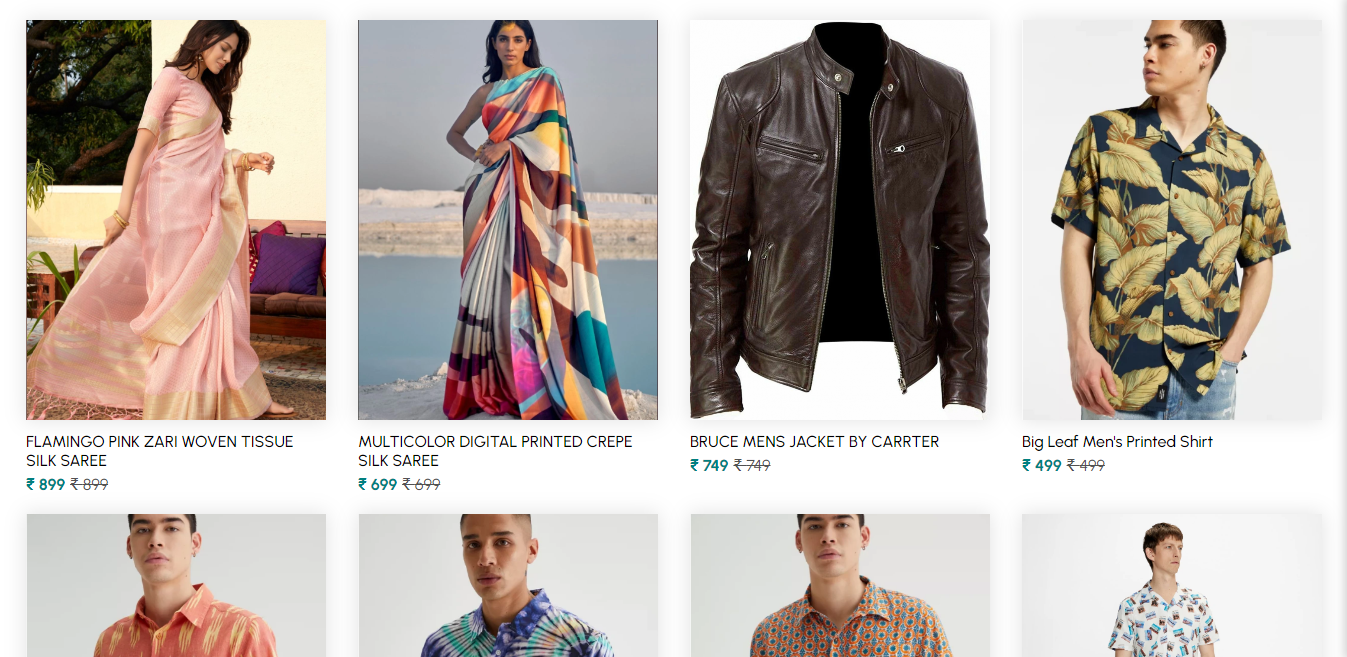 FLAMINGO PINK ZARI WOVEN TISSUE
SILK SAREE
₹ 899 ₹ 899
MULTICOLOR DIGITAL PRINTED CREPE
SILK SAREE
₹ 699 ₹ 699
BRUCE MENS JACKET BY CARRTER
₹ 749 ₹ 749
Big Leaf Men's Printed Shirt
₹ 499 ₹ 499